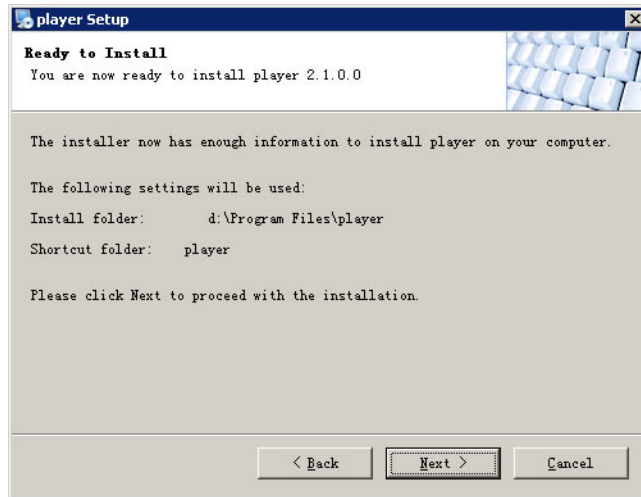 player Setup
Ready to Install
You are now ready to install player 2.1.0.0
The installer now has enough information to install player on your computer.
The following settings will be used:
Install folder: d:\Program Files\player
Shortcut folder: player
Please click Next to proceed with the installation.
< Back Next > Cancel